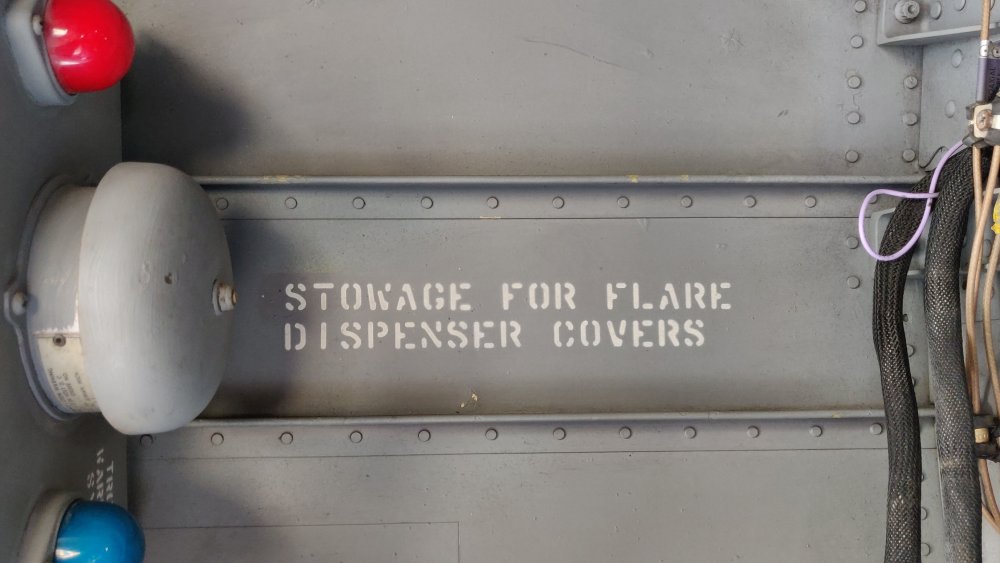 STOWAGE FOR FLARE
DISPENSER COVERS